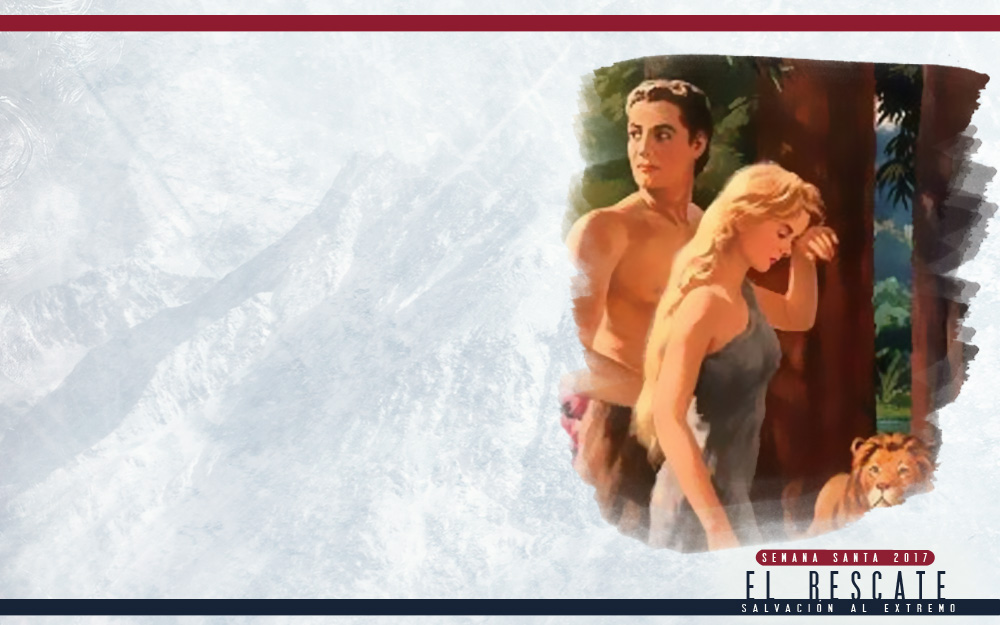 SEMANA SANTA 2017
EL RESCATE
SALVACIÓN AL EXTREMO